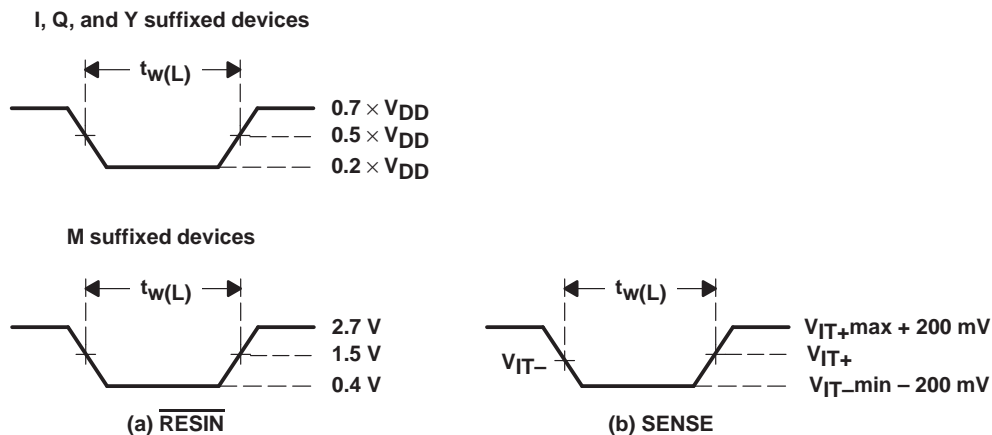 I, Q, and Y suffixed devices
tw(L)
0.7 × VDD
0.5 × VDD
0.2 × VDD
M suffixed devices
tw(L)
2.7 V
1.5 V
0.4 V
(a) RESIN
tw(L)
VIT–
VIT+max + 200 mV
VIT+
VIT–min – 200 mV
(b) SENSE